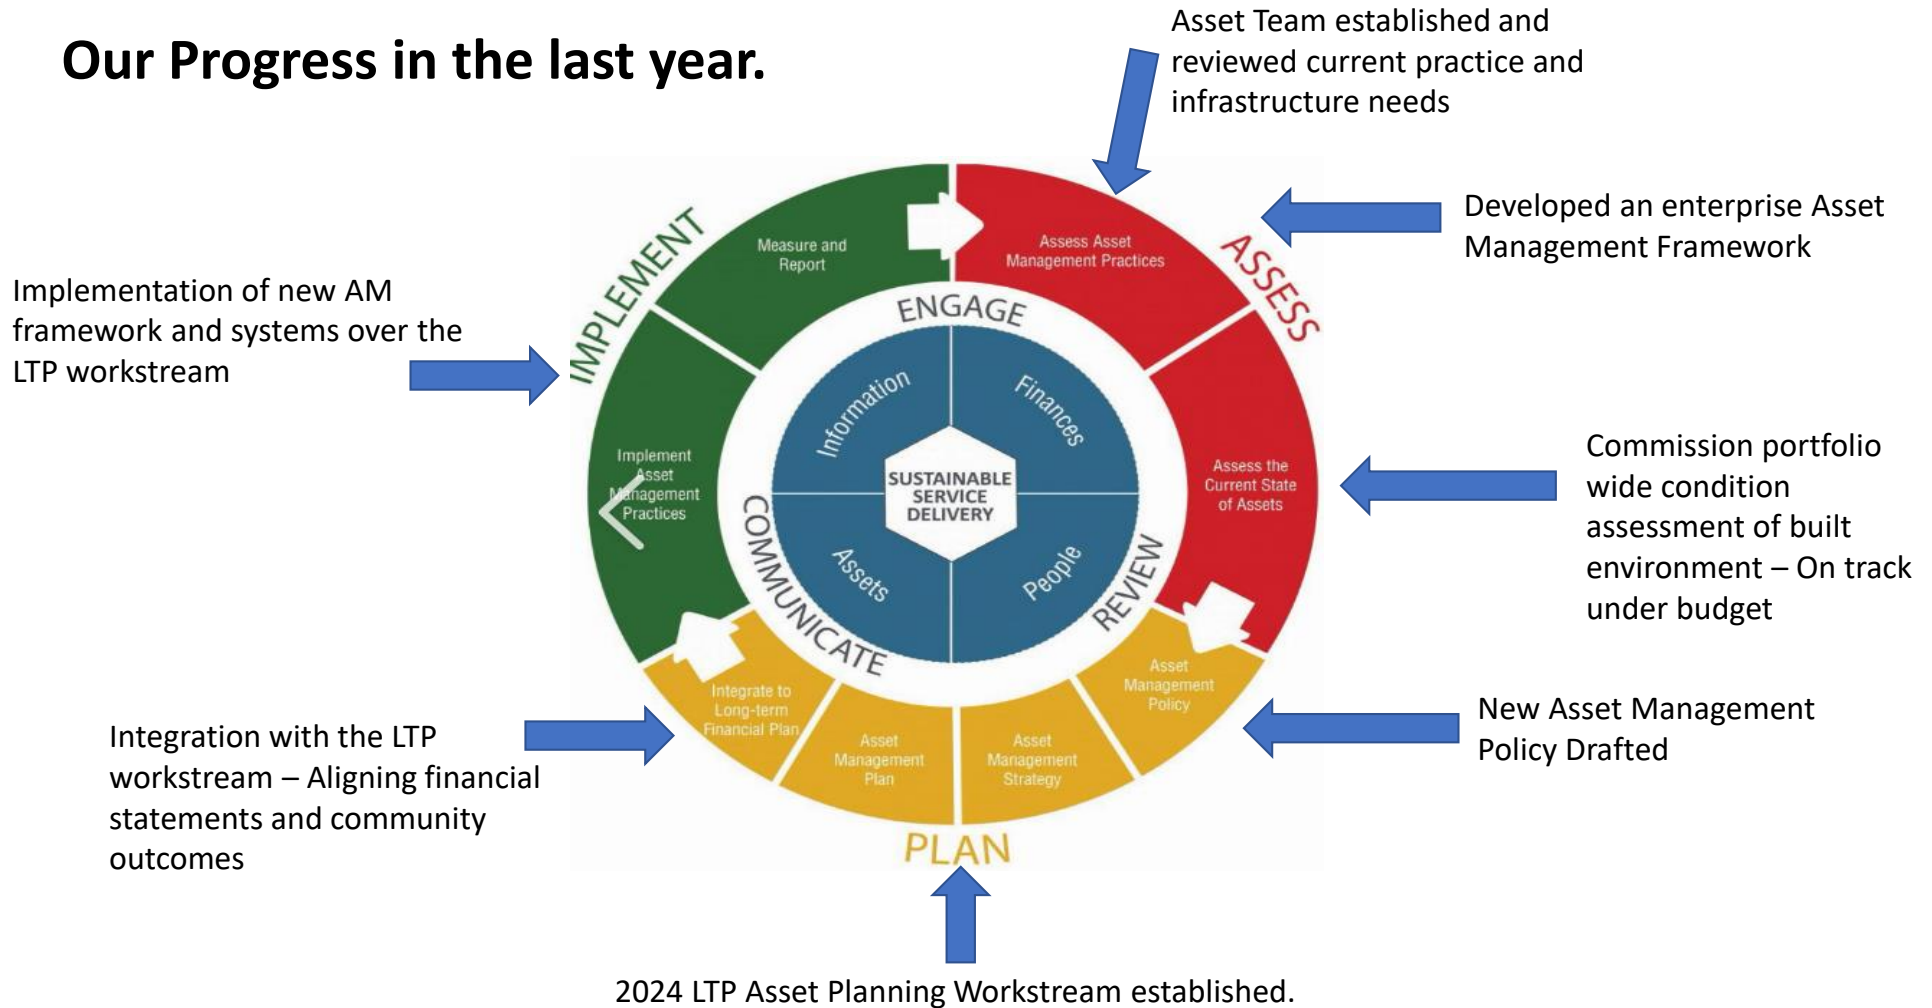 Our Progress in the last year.
Asset Team established and
reviewed current practice and
infrastructure needs
Developed an enterprise Asset
Management Framework
Implementation of new AM
framework and systems over the
LTP workstream
Commission portfolio
wide condition
assessment of built
environment – On track
under budget
New Asset Management
Policy Drafted
Integration with the LTP
workstream – Aligning financial
statements and community
outcomes
2024 LTP Asset Planning Workstream established.
IMPLEMENT
ASSESS
PLAN
Measure and
Report
Assess Asset
Management Practices
Assess the
Current State
of Assets
Asset
Management
Policy
Asset
Management
Strategy
Asset
Management
Plan
Integrate to
Long-term
Financial Plan
Implement
Asset
Management
Practices
ENGAGE
REVIEW
COMMUNICATE
Information
Finances
Assets
People
SUSTAINABLE
SERVICE
DELIVERY